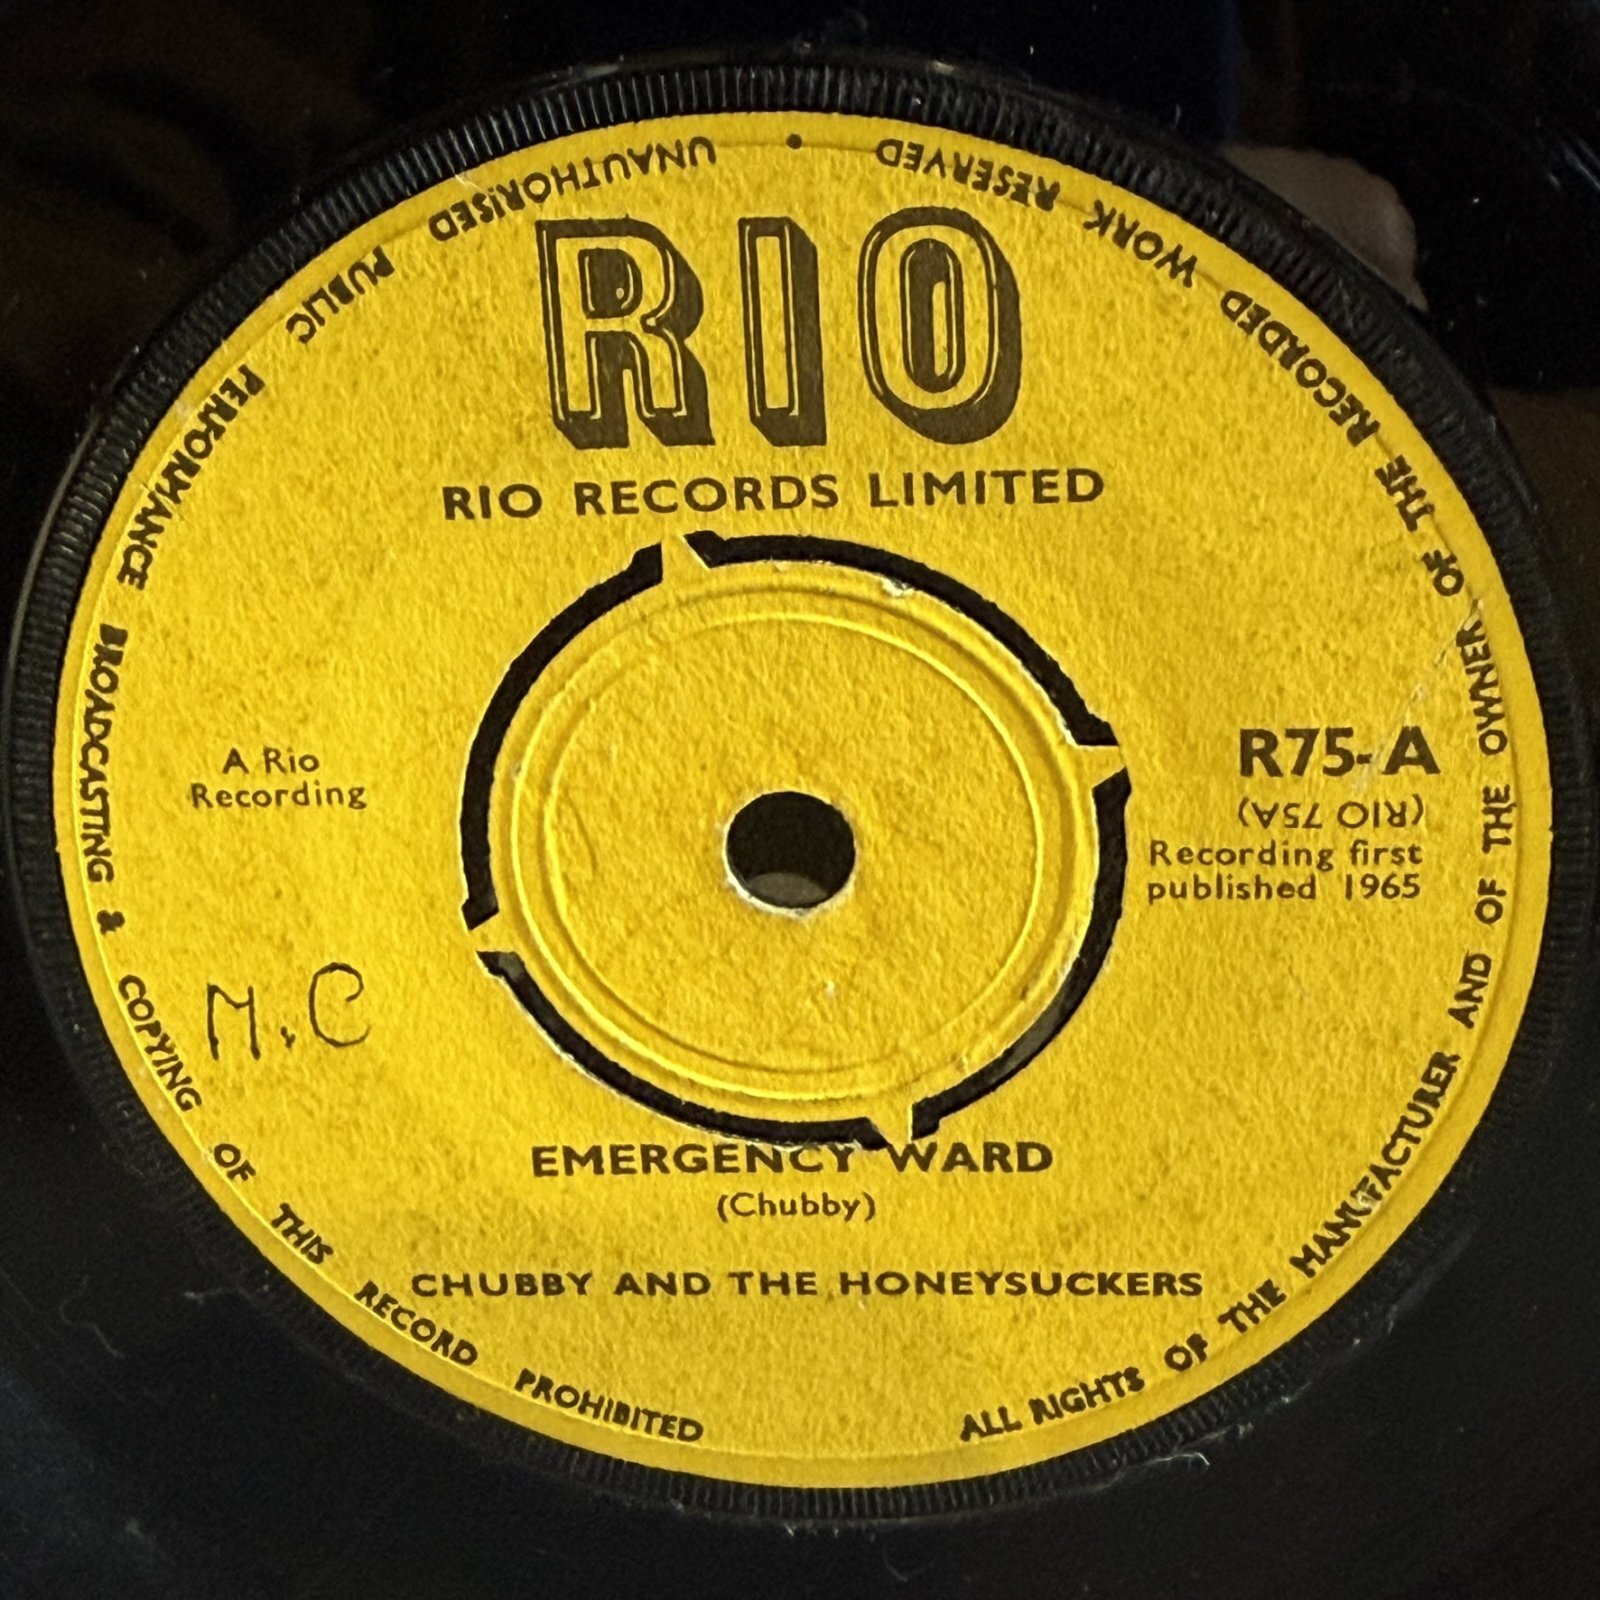 ALL RIGHTS OF THE MANUFACTURER AND OF THE OWNER OF THE RECORDED WORK RESERVED • UNAUTHORISED PUBLIC PERFORMANCE BROADCASTING & COPYING OF THIS RECORD PROHIBITED
RIO
RIO RECORDS LIMITED
A Rio
Recording
R75-A
(RIO 75A)
Recording first
published 1965
M.C
EMERGENCY WARD
(Chubby)
CHUBBY AND THE HONEYSUCKERS